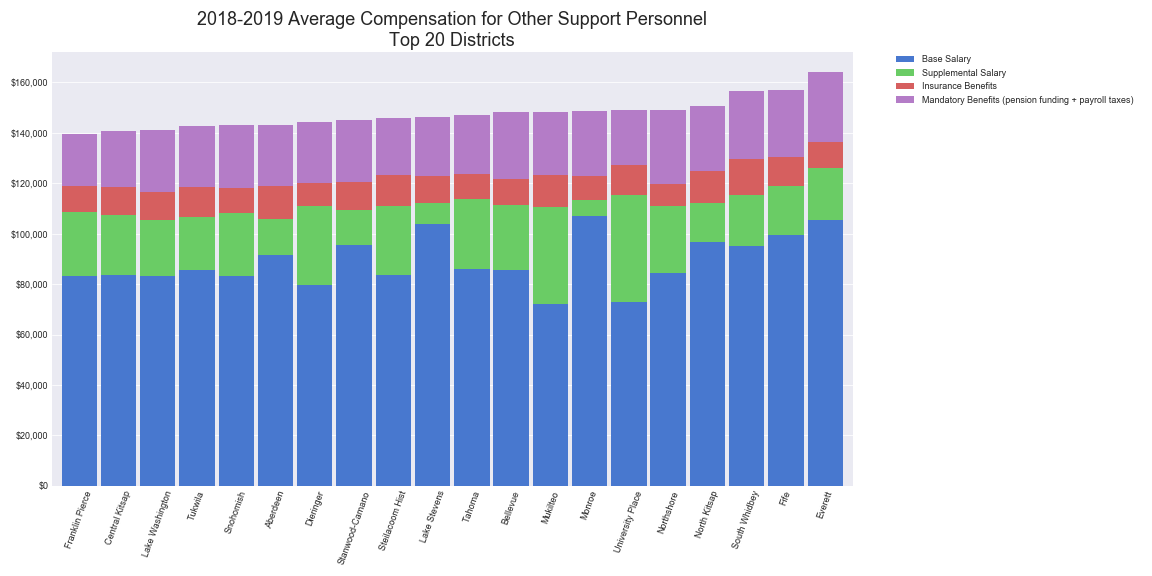 2018-2019 Average Compensation for Other Support Personnel
Top 20 Districts
$160,000
$140,000
$120,000
$100,000
$80,000
$60,000
$40,000
$20,000
$0
Franklin Pierce
Central Kitsap
Lake Washington
Tukwila
Snohomish
Aberdeen
Dieringer
Stanwood-Camano
Steilacoom Hist
Lake Stevens
Tahoma
Bellevue
Mukilteo
Monroe
University Place
Northshore
North Kitsap
South Whidbey
Fife
Everett
Base Salary
Supplemental Salary
Insurance Benefits
Mandatory Benefits (pension funding + payroll taxes)